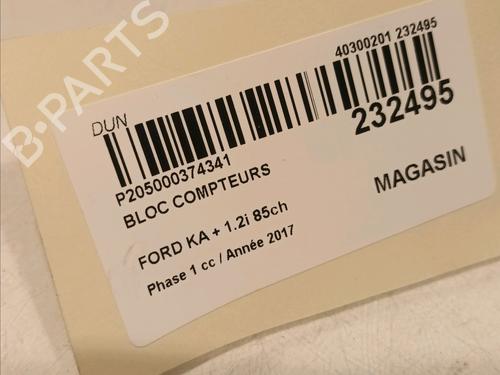 B-PARTS
DUN
40300201 232495
P205000374341
232495
BLOC COMPTEURS
MAGASIN
FORD KA + 1.2i 85ch
Phase 1 cc / Année 2017